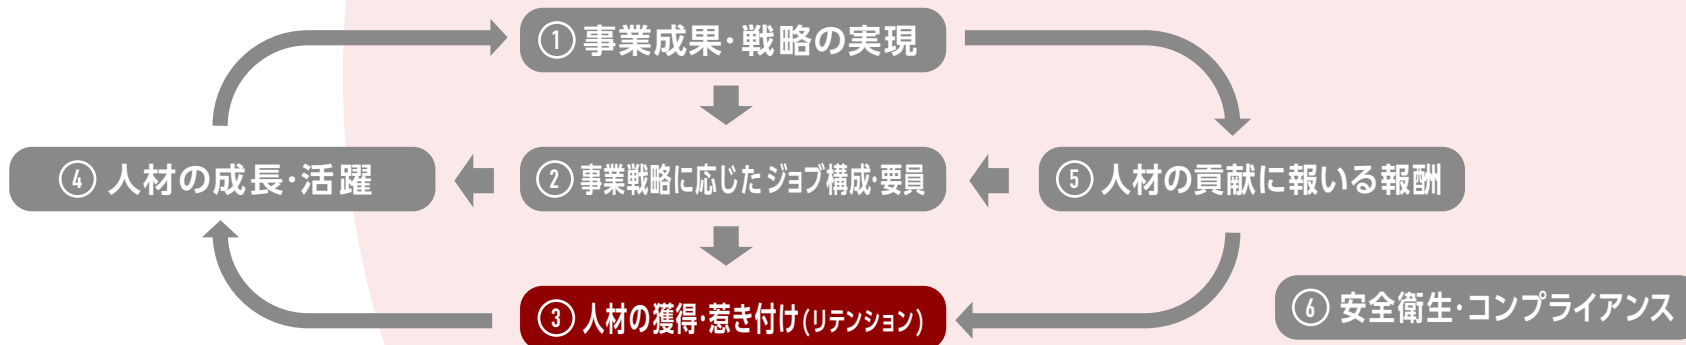 ① 事業成果・戦略の実現
④ 人材の成長・活躍
② 事業戦略に応じた ジョブ構成・要員
⑤ 人材の貢献に報いる報酬
③ 人材の獲得・惹き付け(リテンション)
⑥ 安全衛生・コンプライアンス